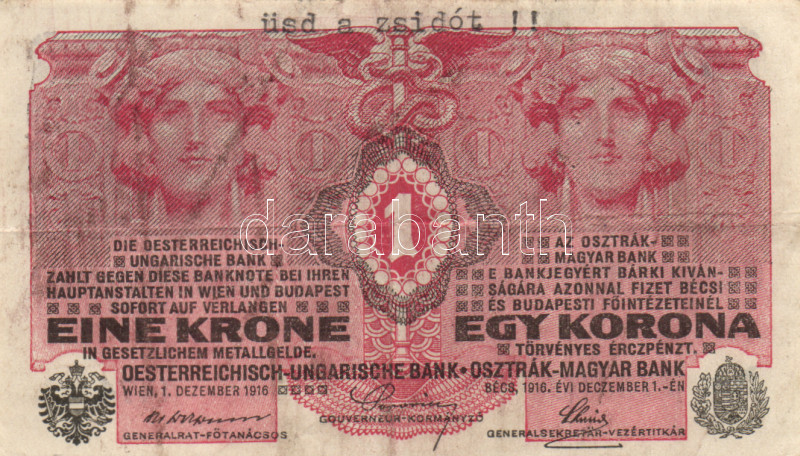 üsd a zsidót !!
1
darabanth
DIE OESTERREICHISCH-
UNGARISCHE BANK
ZAHLT GEGEN DIESE BANKNOTE BEI IHREN
HAUPTANSTALTEN IN WIEN UND BUDAPEST
SOFORT AUF VERLANGEN
EINE KRONE
IN GESETZLICHEM METALLGELDE.
AZ OSZTRÁK-
MAGYAR BANK
E BANKJEGYÉRT BÁRKI KIVÁN-
SÁGÁRA AZONNAL FIZET BÉCSI
ÉS BUDAPESTI FŐINTÉZETEINÉL
EGY KORONA
TÖRVÉNYES ÉRCZPÉNZT.
OESTERREICHISCH-UNGARISCHE BANK • OSZTRÁK-MAGYAR BANK
WIEN, 1. DEZEMBER 1916
BÉCS, 1916. ÉVI DECZEMBER 1.-ÉN
GOUVERNEUR-KORMÁNYZÓ
GENERALRAT-FŐTANÁCSOS
GENERALSEKRETÄR-VEZÉRTITKÁR